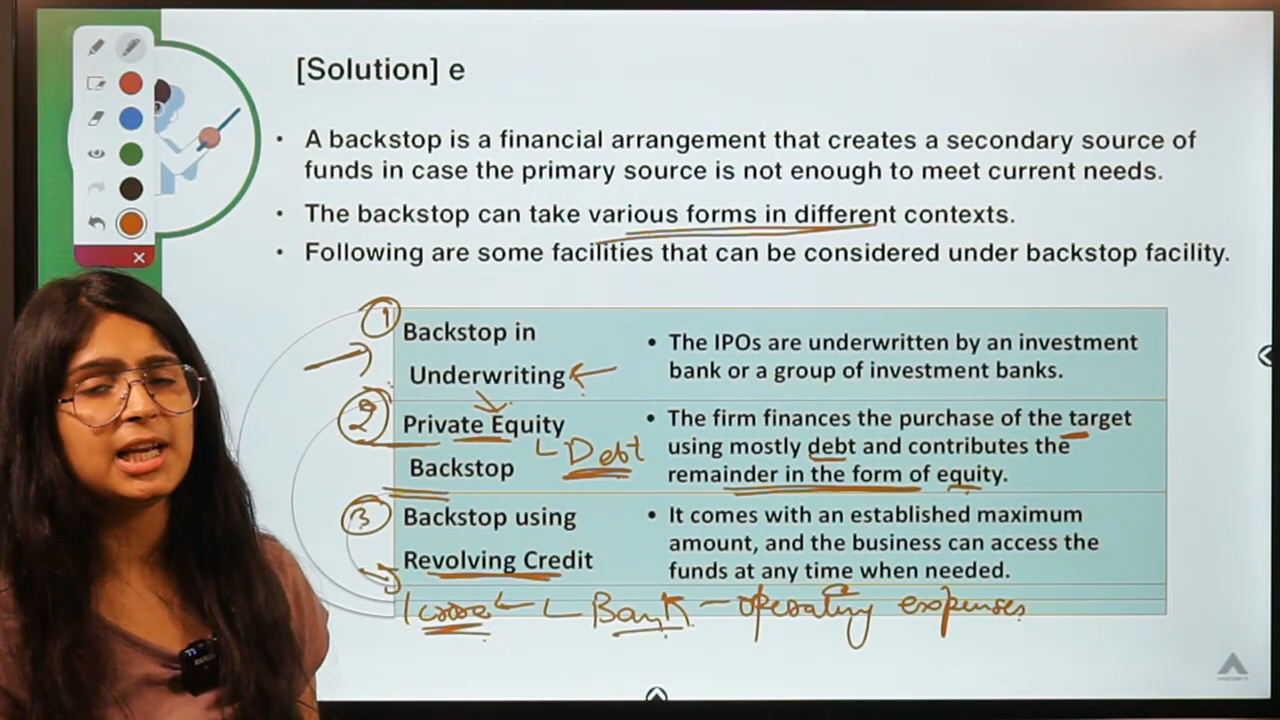 [Solution] e
• A backstop is a financial arrangement that creates a secondary source of
funds in case the primary source is not enough to meet current needs.
• The backstop can take various forms in different contexts.
• Following are some facilities that can be considered under backstop facility.
1
Backstop in
Underwriting
• The IPOs are underwritten by an investment
bank or a group of investment banks.
2
Private Equity
Backstop
Debt
• The firm finances the purchase of the target
using mostly debt and contributes the
remainder in the form of equity.
3
Backstop using
Revolving Credit
• It comes with an established maximum
amount, and the business can access the
funds at any time when needed.
1 crore Bank - operating expenses